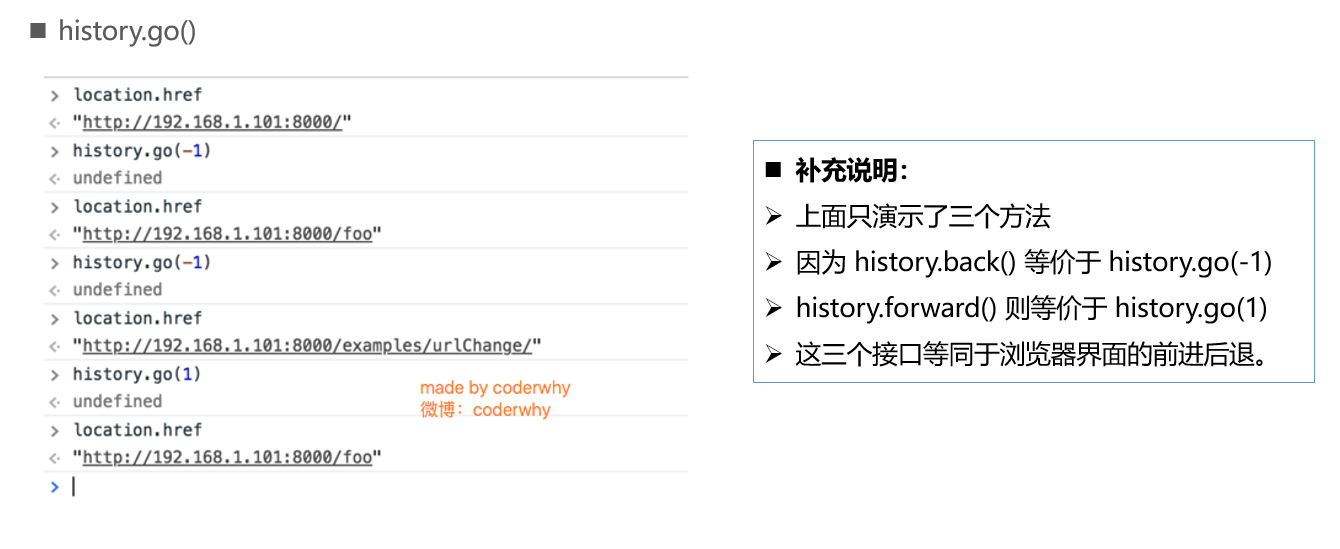 ■ history.go()
> location.href
<· "http://192.168.1.101:8000/"
> history.go(-1)
<· undefined
> location.href
<· "http://192.168.1.101:8000/foo"
> history.go(-1)
<· undefined
> location.href
<· "http://192.168.1.101:8000/examples/urlChange/"
> history.go(1)
<· undefined
> location.href
<· "http://192.168.1.101:8000/foo"
>
made by coderwhy
微博：coderwhy
■ 补充说明：
➢ 上面只演示了三个方法
➢ 因为 history.back() 等价于 history.go(-1)
➢ history.forward() 则等价于 history.go(1)
➢ 这三个接口等同于浏览器界面的前进后退。